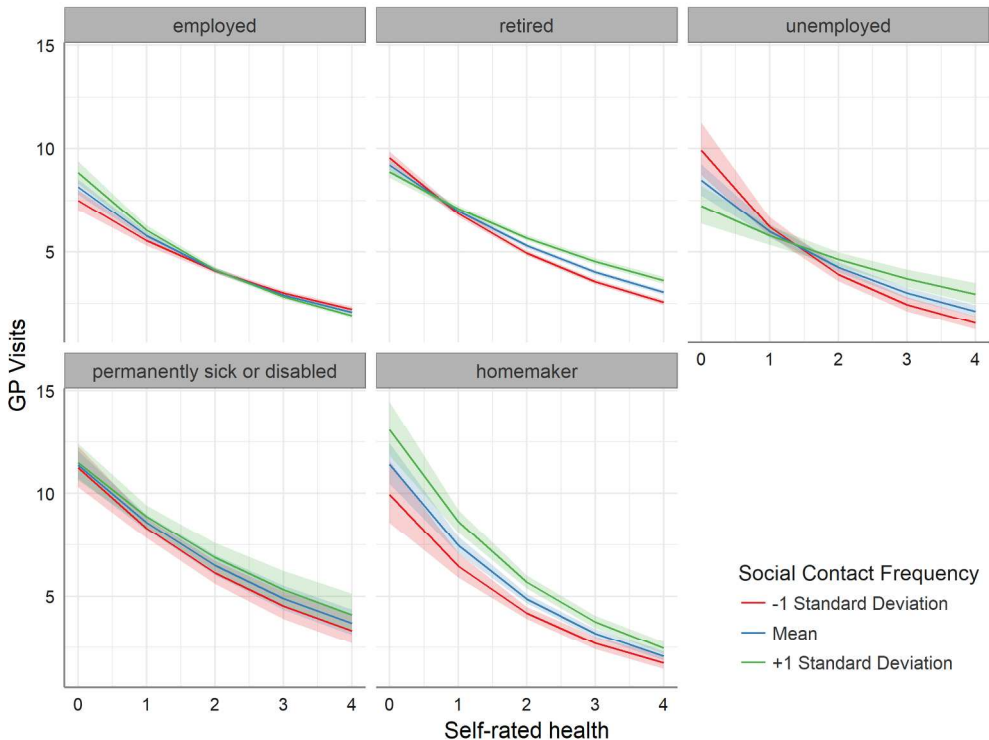 employed
retired
unemployed
15
10
5
0 1 2 3 4
GP Visits
permanently sick or disabled
homemaker
15
10
5
0 1 2 3 4
0 1 2 3 4
Self-rated health
Social Contact Frequency
-1 Standard Deviation
Mean
+1 Standard Deviation